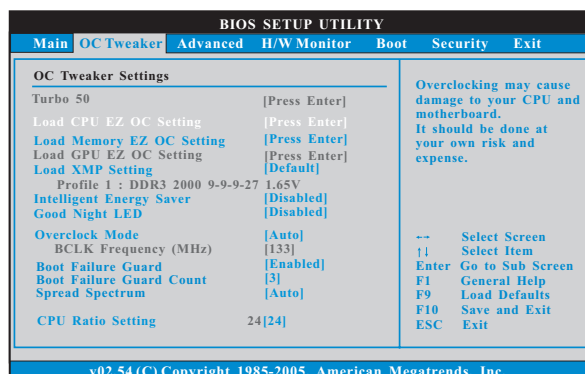 BIOS SETUP UTILITY
Main OC Tweaker Advanced H/W Monitor Boot Security Exit
OC Tweaker Settings
Turbo 50 [Press Enter]
Load CPU EZ OC Setting [Press Enter]
Load Memory EZ OC Setting [Press Enter]
Load GPU EZ OC Setting [Press Enter]
Load XMP Setting [Default]
Profile 1 : DDR3 2000 9-9-9-27 1.65V
Intelligent Energy Saver [Disabled]
Good Night LED [Disabled]
Overclock Mode [Auto]
BCLK Frequency (MHz) [133]
Boot Failure Guard [Enabled]
Boot Failure Guard Count [3]
Spread Spectrum [Auto]
CPU Ratio Setting 24[24]
Overclocking may cause
damage to your CPU and
motherboard.
It should be done at
your own risk and
expense.
←→ Select Screen
↑↓ Select Item
Enter Go to Sub Screen
F1 General Help
F9 Load Defaults
F10 Save and Exit
ESC Exit
v02.54 (C) Copyright 1985-2005, American Megatrends, Inc.